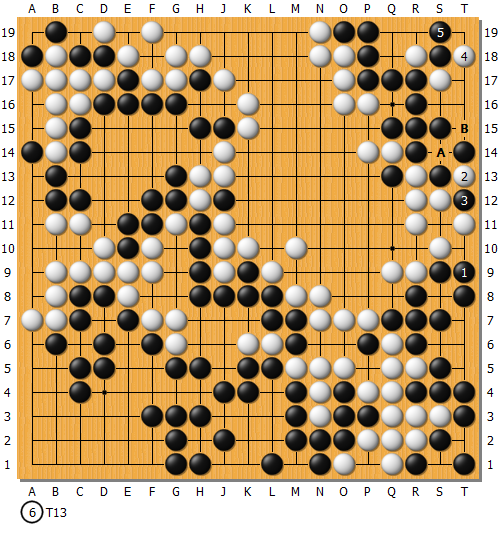 A B C D E F G H J K L M N O P Q R S T
19 5 19
18 4 18
17 17
16 16
15 B 15
14 A 14
13 2 13
12 3 12
11 11
10 10
9 1 9
8 8
7 7
6 6
5 5
4 4
3 3
2 2
1 1
A B C D E F G H J K L M N O P Q R S T
6 T13